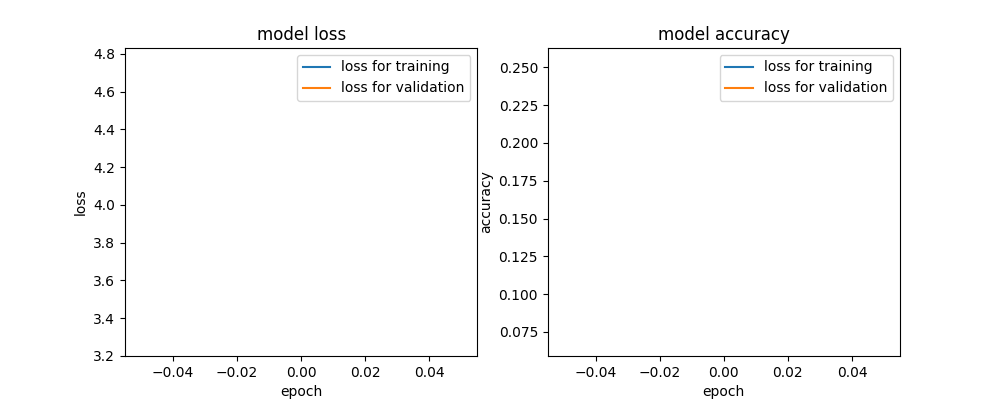 model loss
loss for training
loss for validation
4.8
4.6
4.4
4.2
4.0
3.8
3.6
3.4
3.2
loss
−0.04 −0.02 0.00 0.02 0.04
epoch
model accuracy
loss for training
loss for validation
0.250
0.225
0.200
0.175
0.150
0.125
0.100
0.075
accuracy
−0.04 −0.02 0.00 0.02 0.04
epoch